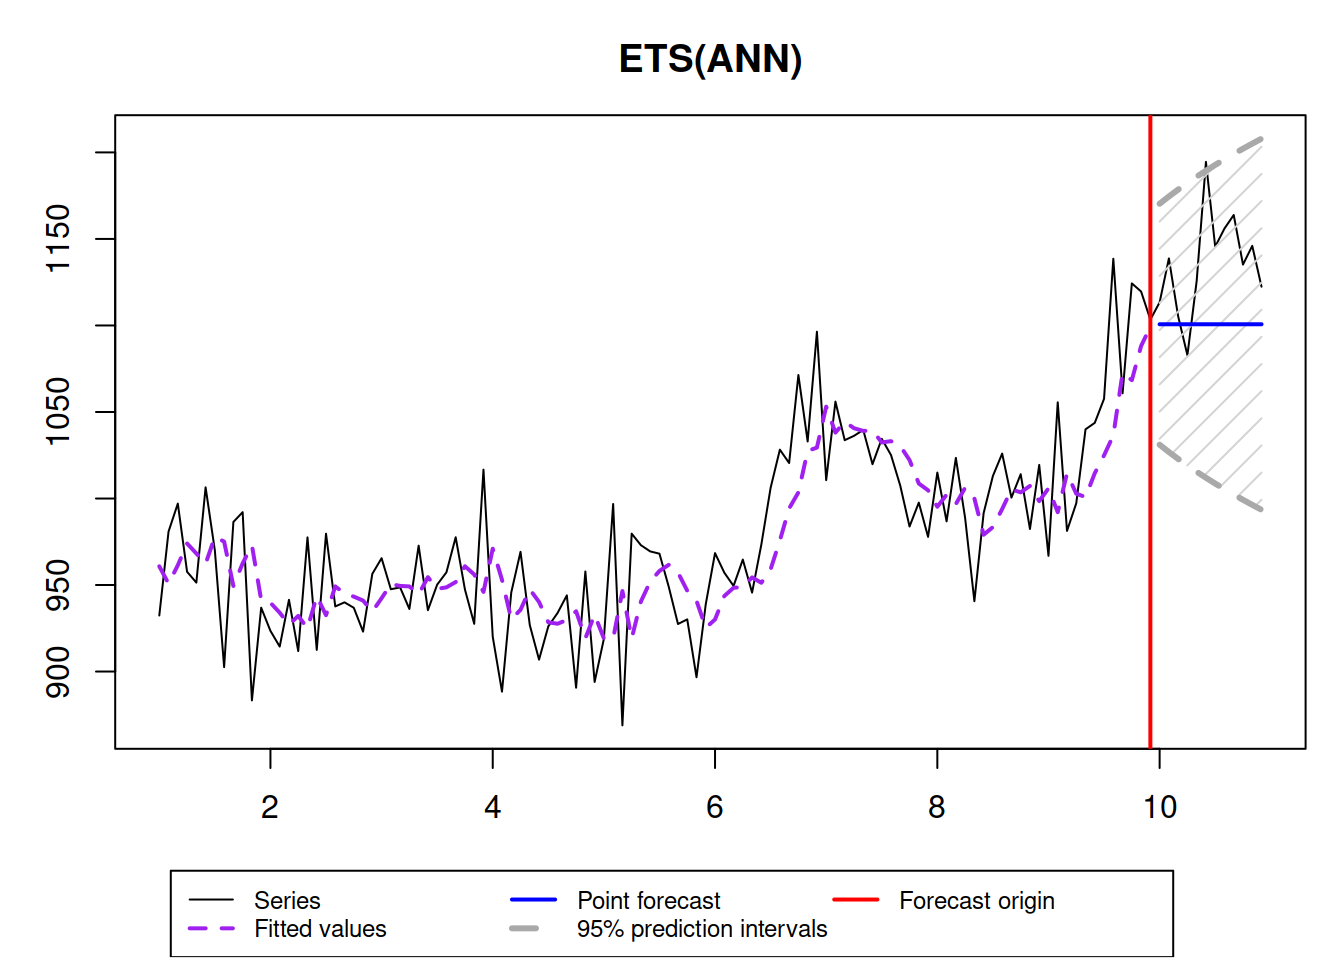 ETS(ANN)
1150
1050
950
900
2 4 6 8 10
Series Point forecast Forecast origin
Fitted values 95% prediction intervals